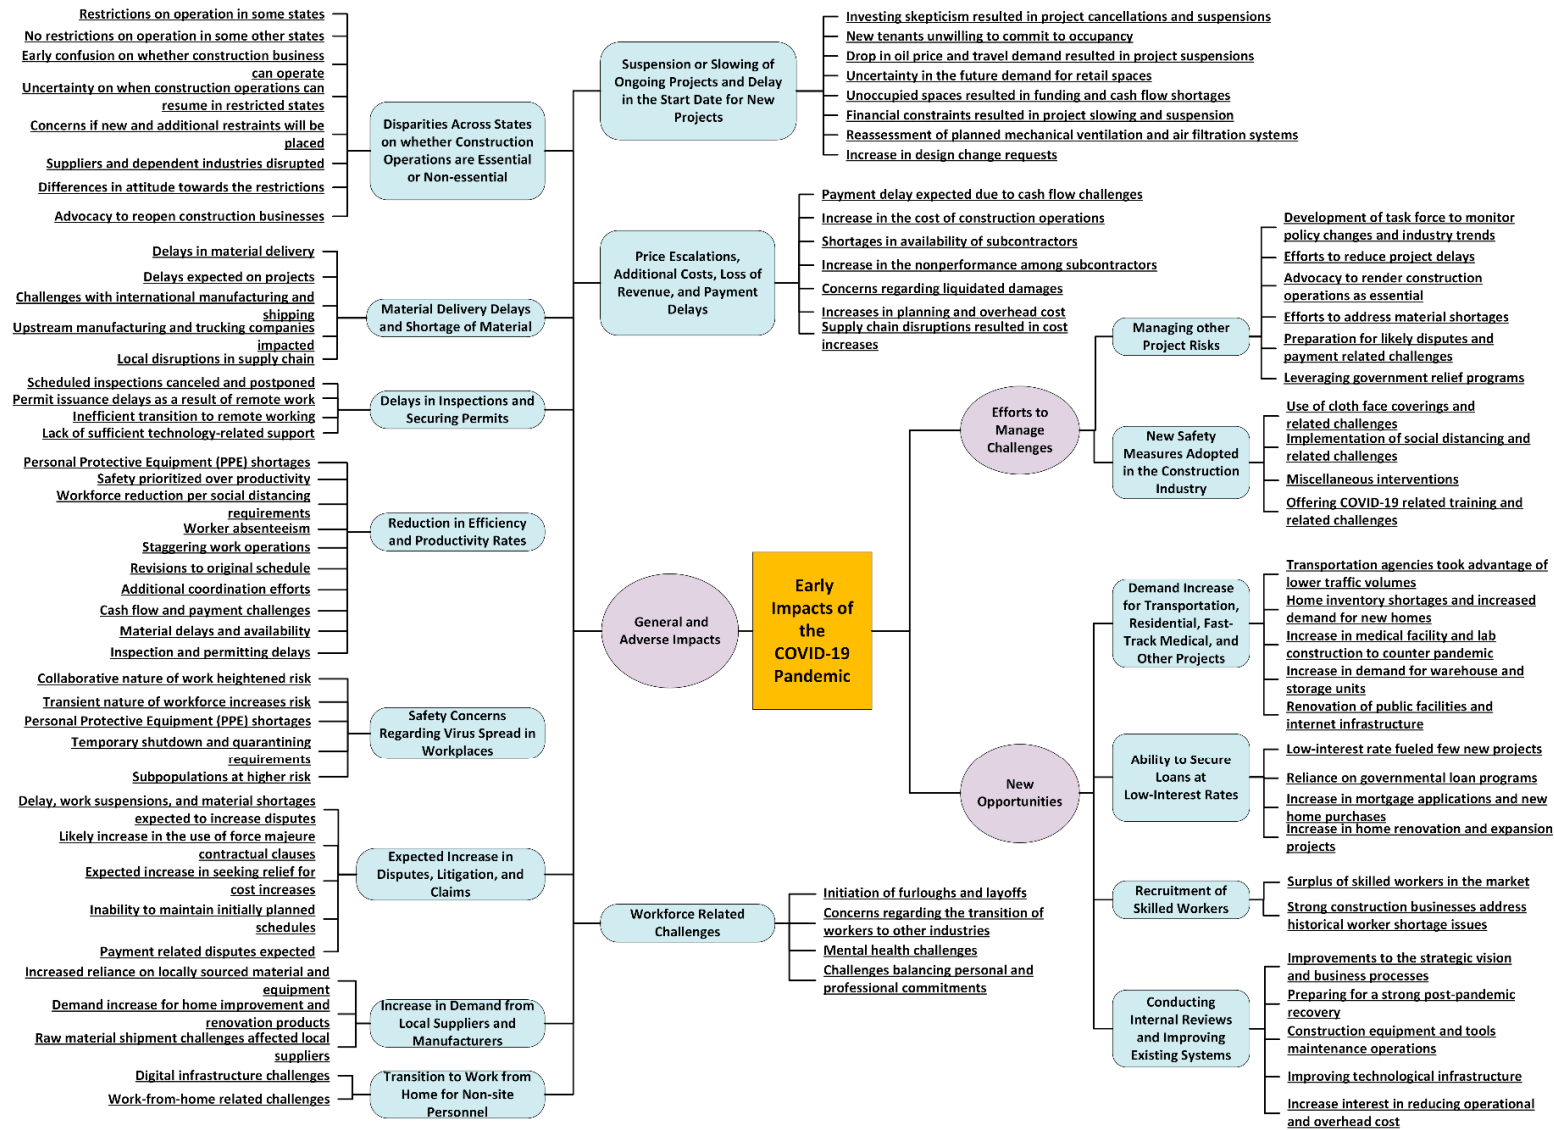 Restrictions on operation in some states
No restrictions on operation in some other states
Early confusion on whether construction business
can operate
Uncertainty on when construction operations can
resume in restricted states
Concerns if new and additional restraints will be
placed
Suppliers and dependent industries disrupted
Differences in attitude towards the restrictions
Advocacy to reopen construction businesses
Disparities Across States
on whether Construction
Operations are Essential
or Non-essential
Delays in material delivery
Delays expected on projects
Challenges with international manufacturing and
shipping
Upstream manufacturing and trucking companies
impacted
Local disruptions in supply chain
Material Delivery Delays
and Shortage of Material
Scheduled inspections canceled and postponed
Permit issuance delays as a result of remote work
Inefficient transition to remote working
Lack of sufficient technology-related support
Delays in Inspections and
Securing Permits
Personal Protective Equipment (PPE) shortages
Safety prioritized over productivity
Workforce reduction per social distancing
requirements
Worker absenteeism
Staggering work operations
Revisions to original schedule
Additional coordination efforts
Cash flow and payment challenges
Material delays and availability
Inspection and permitting delays
Reduction in Efficiency
and Productivity Rates
Collaborative nature of work heightened risk
Transient nature of workforce increases risk
Personal Protective Equipment (PPE) shortages
Temporary shutdown and quarantining
requirements
Subpopulations at higher risk
Safety Concerns
Regarding Virus Spread in
Workplaces
Delay, work suspensions, and material shortages
expected to increase disputes
Likely increase in the use of force majeure
contractual clauses
Expected increase in seeking relief for
cost increases
Inability to maintain initially planned
schedules
Payment related disputes expected
Expected Increase in
Disputes, Litigation, and
Claims
Increased reliance on locally sourced material and
equipment
Demand increase for home improvement and
renovation products
Raw material shipment challenges affected local
suppliers
Increase in Demand from
Local Suppliers and
Manufacturers
Digital infrastructure challenges
Work-from-home related challenges
Transition to Work from
Home for Non-site
Personnel
Suspension or Slowing of
Ongoing Projects and Delay
in the Start Date for New
Projects
Investing skepticism resulted in project cancellations and suspensions
New tenants unwilling to commit to occupancy
Drop in oil price and travel demand resulted in project suspensions
Uncertainty in the future demand for retail spaces
Unoccupied spaces resulted in funding and cash flow shortages
Financial constraints resulted in project slowing and suspension
Reassessment of planned mechanical ventilation and air filtration systems
Increase in design change requests
Price Escalations,
Additional Costs, Loss of
Revenue, and Payment
Delays
Payment delay expected due to cash flow challenges
Increase in the cost of construction operations
Shortages in availability of subcontractors
Increase in the nonperformance among subcontractors
Concerns regarding liquidated damages
Increases in planning and overhead cost
Supply chain disruptions resulted in cost
increases
Workforce Related
Challenges
Initiation of furloughs and layoffs
Concerns regarding the transition of
workers to other industries
Mental health challenges
Challenges balancing personal and
professional commitments
General and
Adverse Impacts
Early
Impacts of
the
COVID-19
Pandemic
Efforts to
Manage
Challenges
Managing other
Project Risks
Development of task force to monitor
policy changes and industry trends
Efforts to reduce project delays
Advocacy to render construction
operations as essential
Efforts to address material shortages
Preparation for likely disputes and
payment related challenges
Leveraging government relief programs
New Safety
Measures Adopted
in the Construction
Industry
Use of cloth face coverings and
related challenges
Implementation of social distancing and
related challenges
Miscellaneous interventions
Offering COVID-19 related training and
related challenges
New
Opportunities
Demand Increase
for Transportation,
Residential, Fast-
Track Medical, and
Other Projects
Transportation agencies took advantage of
lower traffic volumes
Home inventory shortages and increased
demand for new homes
Increase in medical facility and lab
construction to counter pandemic
Increase in demand for warehouse and
storage units
Renovation of public facilities and
internet infrastructure
Ability to Secure
Loans at
Low-Interest Rates
Low-interest rate fueled few new projects
Reliance on governmental loan programs
Increase in mortgage applications and new
home purchases
Increase in home renovation and expansion
projects
Recruitment of
Skilled Workers
Surplus of skilled workers in the market
Strong construction businesses address
historical worker shortage issues
Conducting
Internal Reviews
and Improving
Existing Systems
Improvements to the strategic vision
and business processes
Preparing for a strong post-pandemic
recovery
Construction equipment and tools
maintenance operations
Improving technological infrastructure
Increase interest in reducing operational
and overhead cost